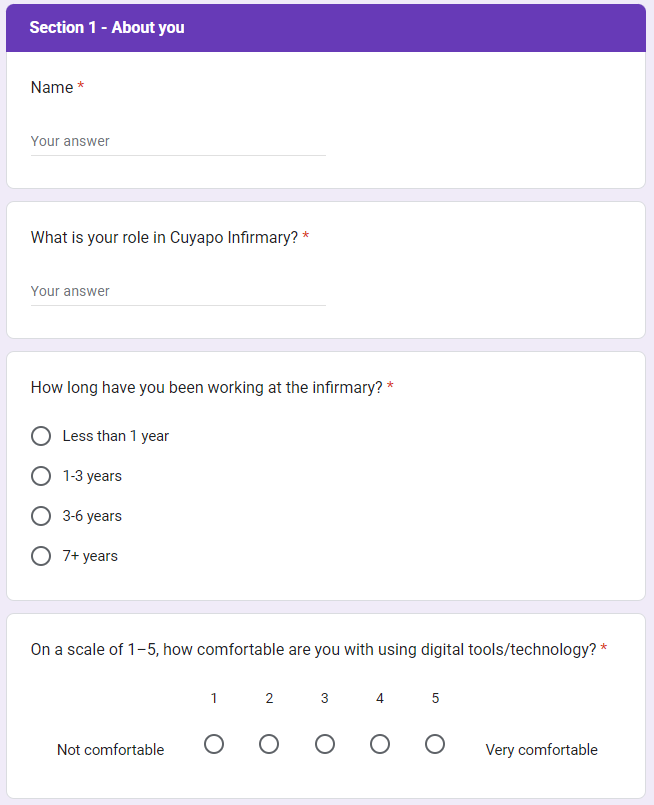 Section 1 - About you
Name *
Your answer
What is your role in Cuyapo Infirmary? *
Your answer
How long have you been working at the infirmary? *
Less than 1 year
1-3 years
3-6 years
7+ years
On a scale of 1–5, how comfortable are you with using digital tools/technology? *
1 2 3 4 5
Not comfortable Very comfortable